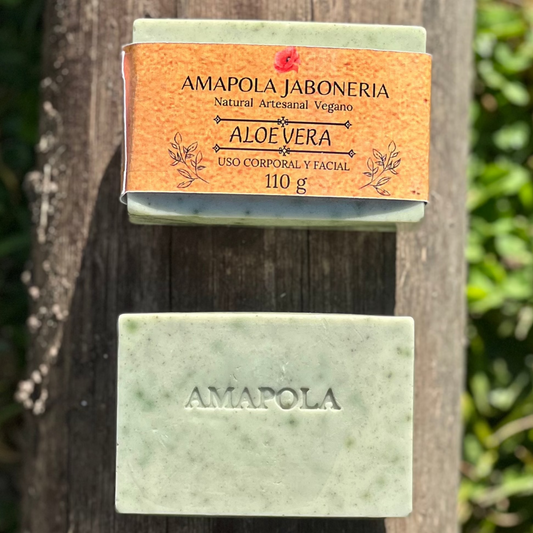 AMAPOLA JABONERIA
Natural Artesanal Vegano
ALOE VERA
USO CORPORAL Y FACIAL
110 g
AMAPOLA